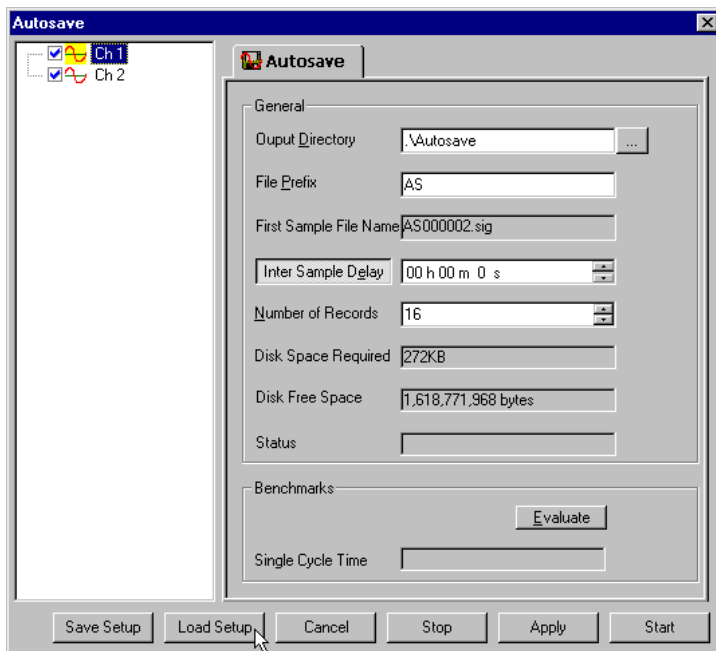 Autosave
Ch 1
Ch 2
Autosave
General
Ouput Directory .\Autosave ...
File Prefix AS
First Sample File Name AS000002.sig
Inter Sample Delay 00 h 00 m 0 s
Number of Records 16
Disk Space Required 272KB
Disk Free Space 1,618,771,968 bytes
Status
Benchmarks
Evaluate
Single Cycle Time
Save Setup Load Setup Cancel Stop Apply Start